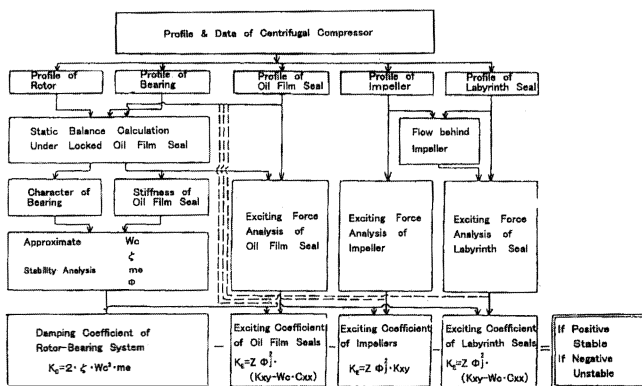 Profile & Data of Centrifugal Compressor
Profile of
Rotor
Profile of
Bearing
Profile of
Oil Film Seal
Profile of
Impeller
Profile of
Labyrinth Seal
Static Balance Calculation
Under Locked Oil Film Seal
Flow behind
Impeller
Character of
Bearing
Stiffness of
Oil Film Seal
Exciting Force
Analysis of
Oil Film Seal
Exciting Force
Analysis of
Impeller
Exciting Force
Analysis of
Labyrinth Seal
Approximate Wc
ζ
Stability Analysis me
Φ
Damping Coefficient of
Rotor-Bearing System
Kc=2·ζ·Wc²·me
-
Exciting Coefficient
of Oil Film Seals
Kε=Σ Φj²·
(Kxy-Wc·Cxx)
-
Exciting Coefficient
of Impellers
Kε=Σ Φj²·Kxy
-
Exciting Coefficient
of Labyrinth Seals
Kε=Σ Φj²·
(Kxy-Wc·Cxx)
=
If Positive
Stable
If Negative
Unstable